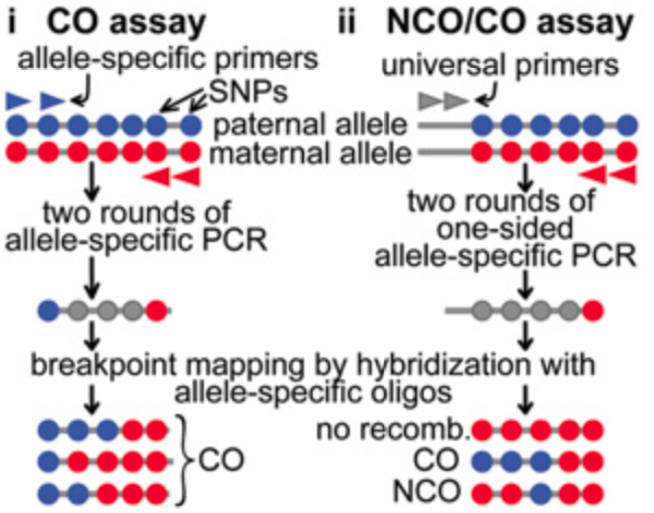 i CO assay
allele-specific primers
SNPs
paternal allele
maternal allele
two rounds of
allele-specific PCR
ii NCO/CO assay
universal primers
two rounds of
one-sided
allele-specific PCR
breakpoint mapping by hybridization with
allele-specific oligos
CO
no recomb.
CO
NCO